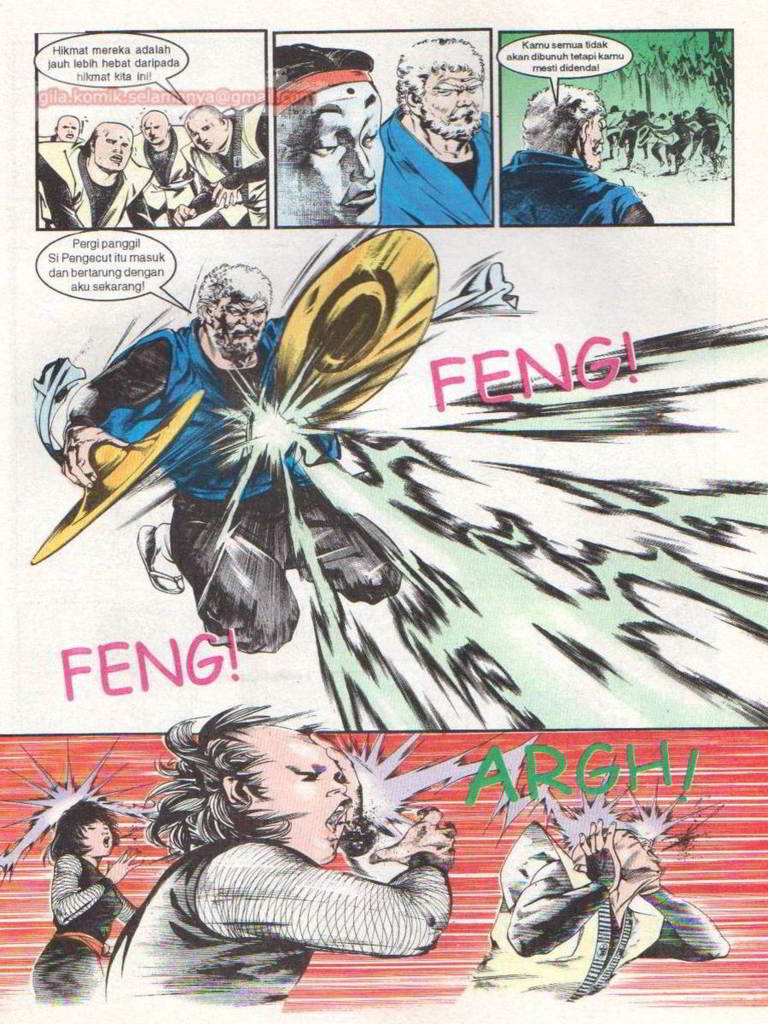 Hikmat mereka adalah
jauh lebih hebat daripada
hikmat kita ini!
gila.komik.selamanya@gmail.com
Kamu semua tidak
akan dibunuh tetapi kamu
mesti didenda!
Pergi panggil
Si Pengecut itu masuk
dan bertarung dengan
aku sekarang!
FENG!
FENG!
ARGH!